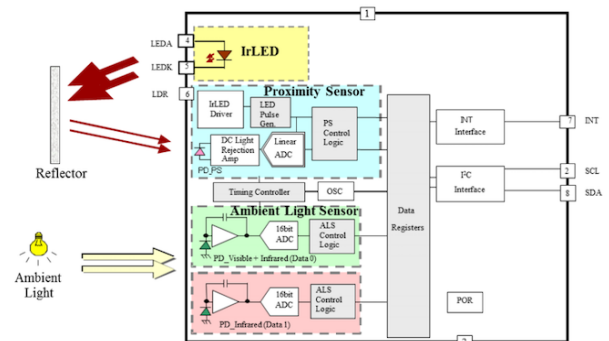 1
LEDA
4
IrLED
LEDK
5
LDR
6
Proximity Sensor
IrLED
Driver
LED
Pulse
Gen.
PS
Control
Logic
DC Light
Rejection
Amp
Linear
ADC
PD_PS
INT
Interface
7
INT
Reflector
I²C
Interface
2
SCL
8
SDA
Timing Controller
OSC
Data
Registers
Ambient Light Sensor
16bit
ADC
ALS
Control
Logic
PD_Visible + Infrared (Data 0)
Ambient
Light
16bit
ADC
ALS
Control
Logic
PD_Infrared (Data 1)
POR